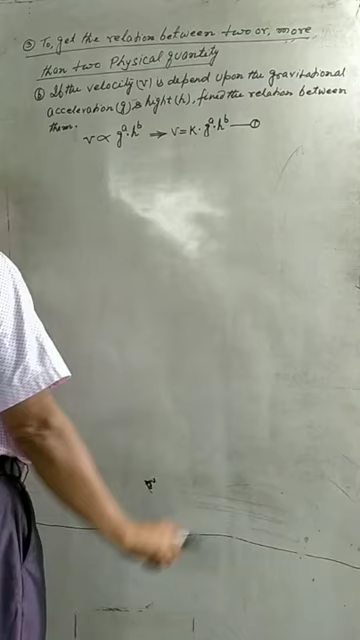 ③ To, get the relation between two or, more
than two Physical quantity
ⓑ If the velocity (v) is depend upon the gravitational
acceleration (g), & hight (h), find the relation between
them.
v ∝ g^a·h^b ⇒ v = K·g^a·h^b —①